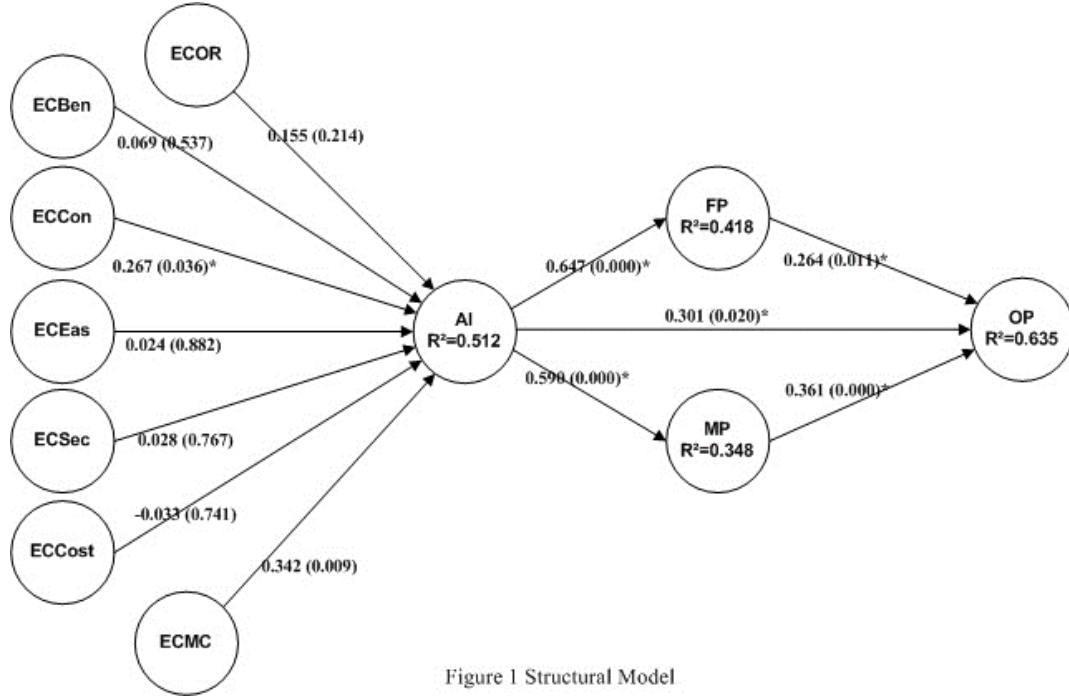 ECOR
ECBen
0.069 (0.537)
0.155 (0.214)
ECCon
0.267 (0.036)*
ECEas
0.024 (0.882)
ECSec
0.028 (0.767)
ECCost
-0.033 (0.741)
ECMC
0.342 (0.009)
AI
R²=0.512
FP
R²=0.418
0.647 (0.000)*
0.264 (0.011)*
0.301 (0.020)*
OP
R²=0.635
0.590 (0.000)*
0.361 (0.000)*
MP
R²=0.348
Figure 1 Structural Model